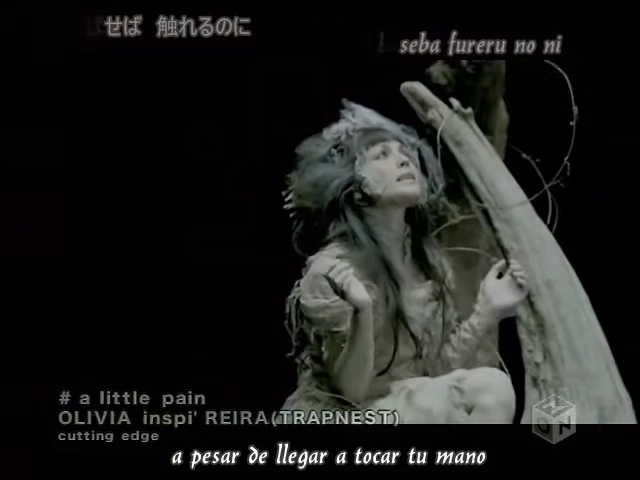 せば 触れるのに
seba fureru no ni
# a little pain
OLIVIA inspi' REIRA(TRAPNEST)
cutting edge
a pesar de llegar a tocar tu mano